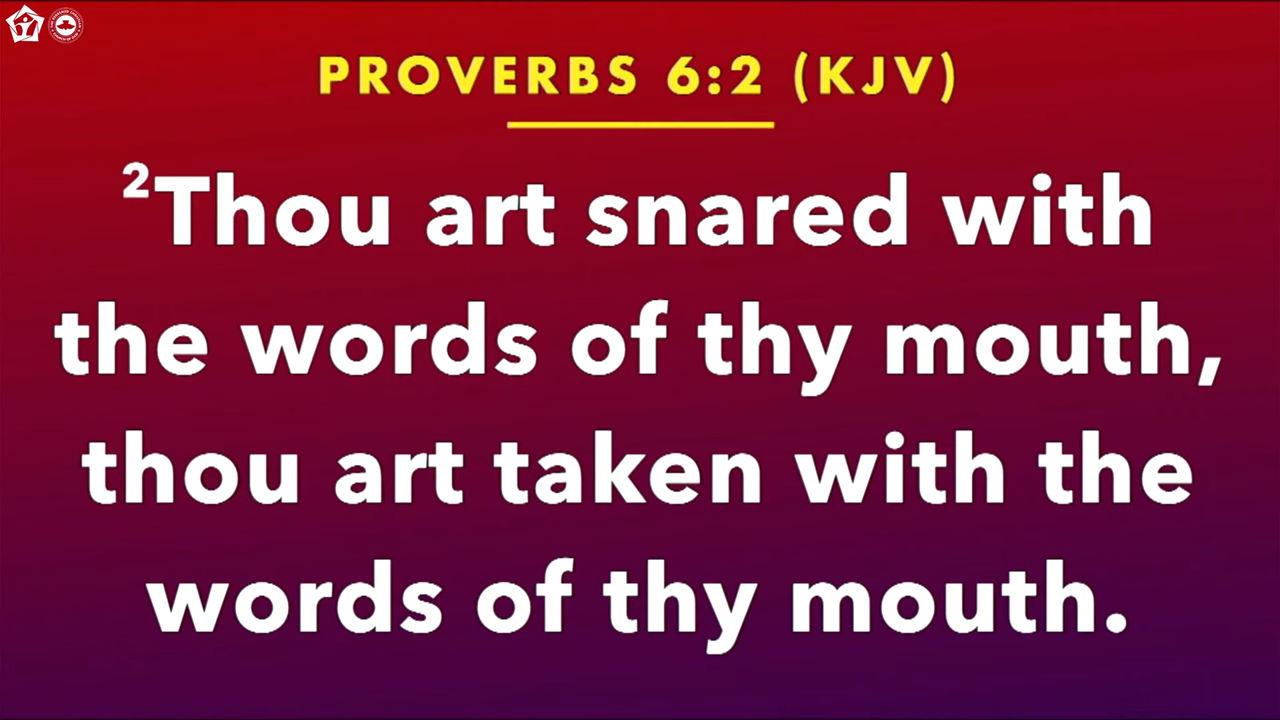 PROVERBS 6:2 (KJV)
²Thou art snared with
the words of thy mouth,
thou art taken with the
words of thy mouth.